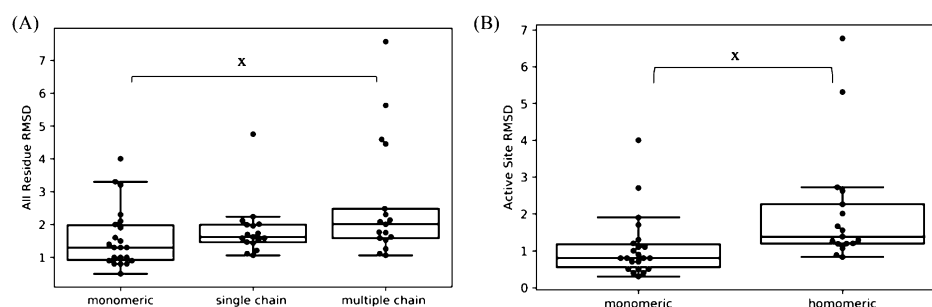 (A)
x
7
6
5
4
3
2
1
All Residue RMSD
monomeric single chain multiple chain
(B)
x
7
6
5
4
3
2
1
0
Active Site RMSD
monomeric homomeric